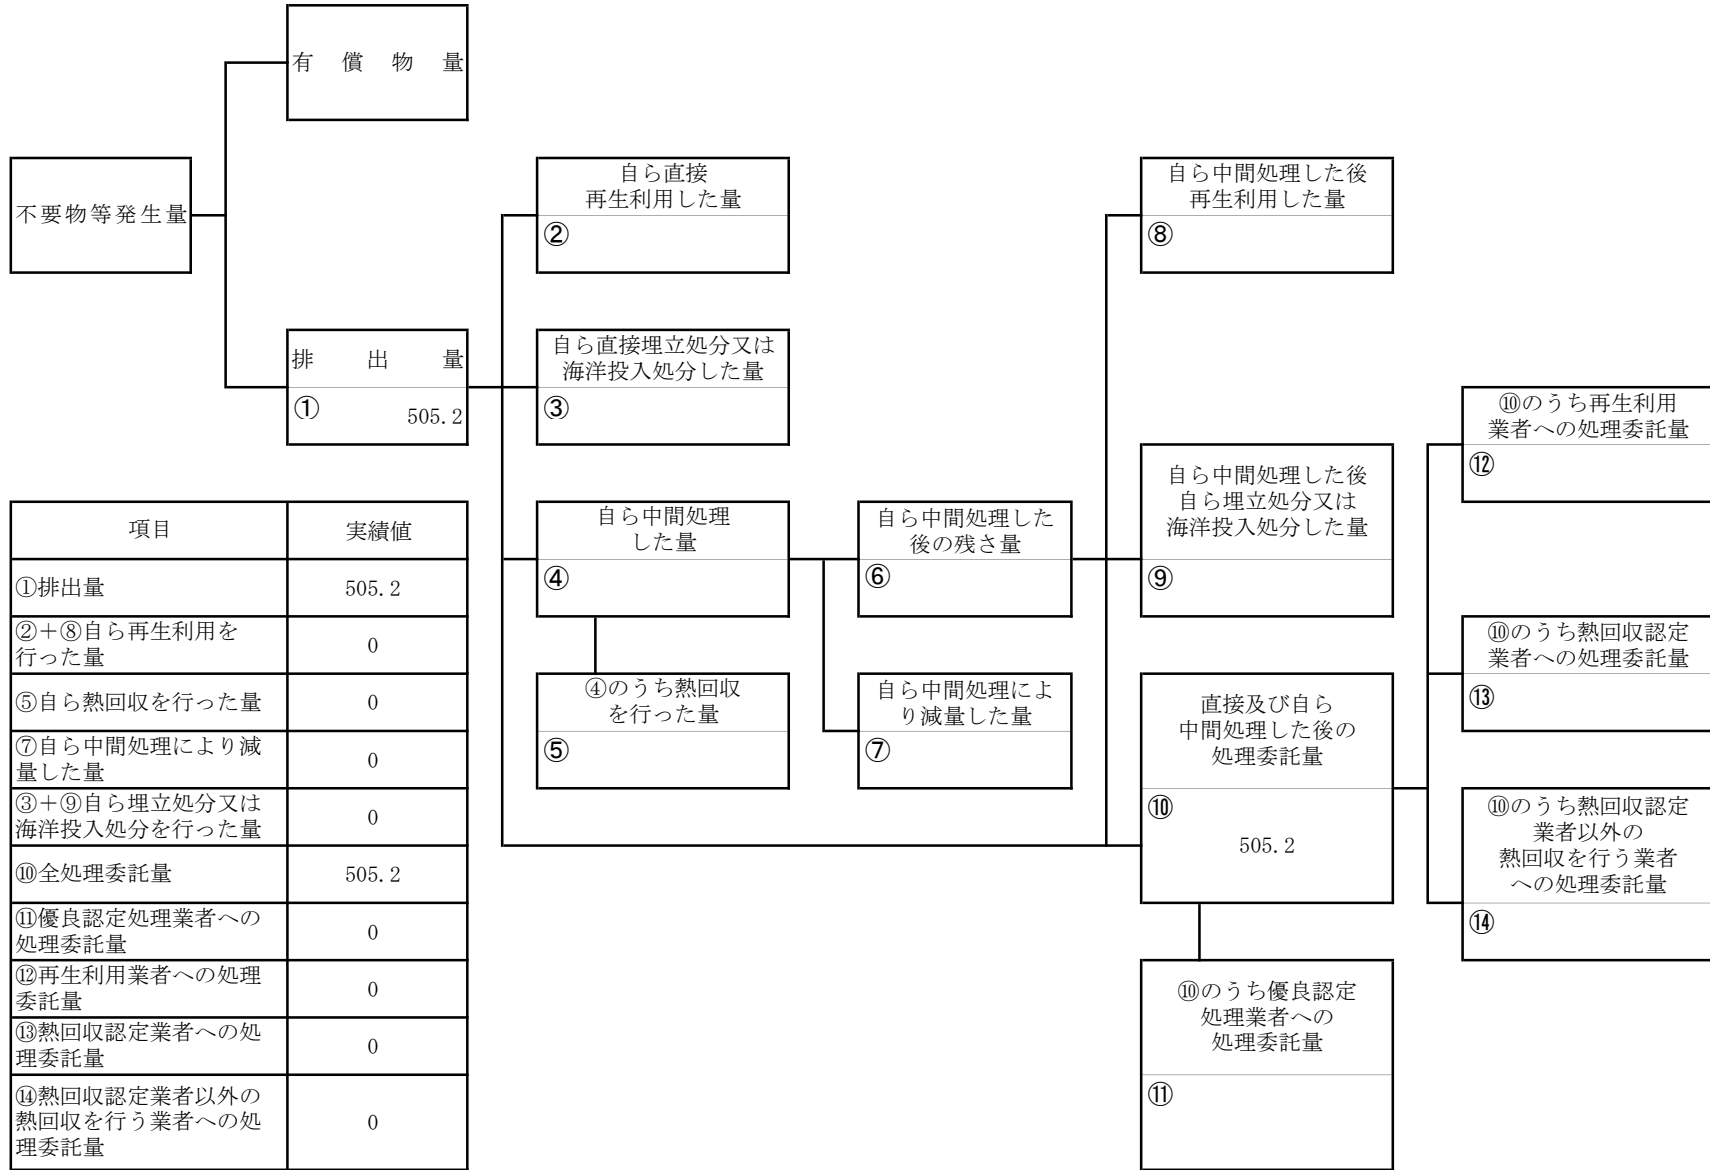 有償物量
不要物等発生量
排出量
① 505.2
自ら直接
再生利用した量
②
自ら直接埋立処分又は
海洋投入処分した量
③
自ら中間処理
した量
④
④のうち熱回収
を行った量
⑤
自ら中間処理した
後の残さ量
⑥
自ら中間処理によ
り減量した量
⑦
自ら中間処理した後
再生利用した量
⑧
自ら中間処理した後
自ら埋立処分又は
海洋投入処分した量
⑨
直接及び自ら
中間処理した後の
処理委託量
⑩
505.2
⑩のうち優良認定
処理業者への
処理委託量
⑪
⑩のうち再生利用
業者への処理委託量
⑫
⑩のうち熱回収認定
業者への処理委託量
⑬
⑩のうち熱回収認定
業者以外の
熱回収を行う業者
への処理委託量
⑭
項目 実績値
①排出量 505.2
②+⑧自ら再生利用を
行った量 0
⑤自ら熱回収を行った量 0
⑦自ら中間処理により減
量した量 0
③+⑨自ら埋立処分又は
海洋投入処分を行った量 0
⑩全処理委託量 505.2
⑪優良認定処理業者への
処理委託量 0
⑫再生利用業者への処理
委託量 0
⑬熱回収認定業者への処
理委託量 0
⑭熱回収認定業者以外の
熱回収を行う業者への処 0
理委託量